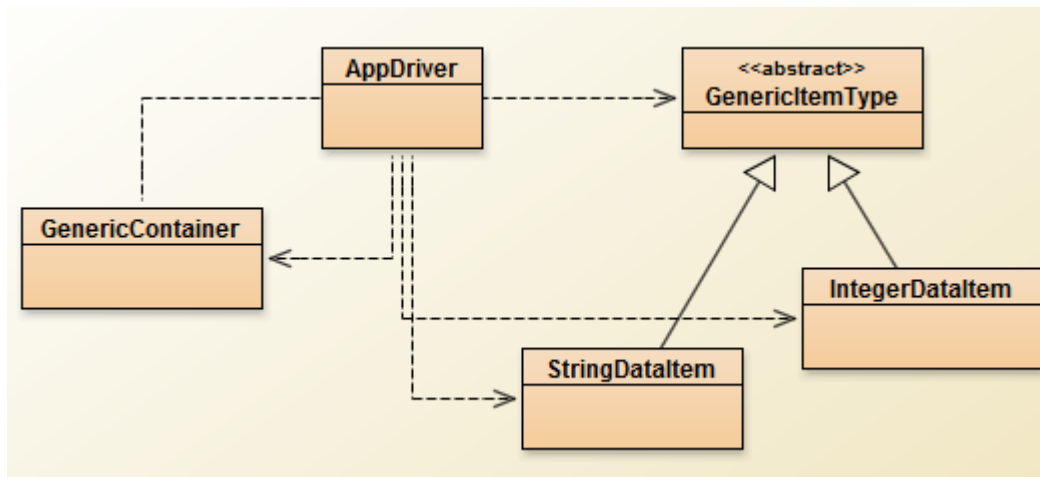 AppDriver
<<abstract>>
GenericItemType
GenericContainer
IntegerDataItem
StringDataItem